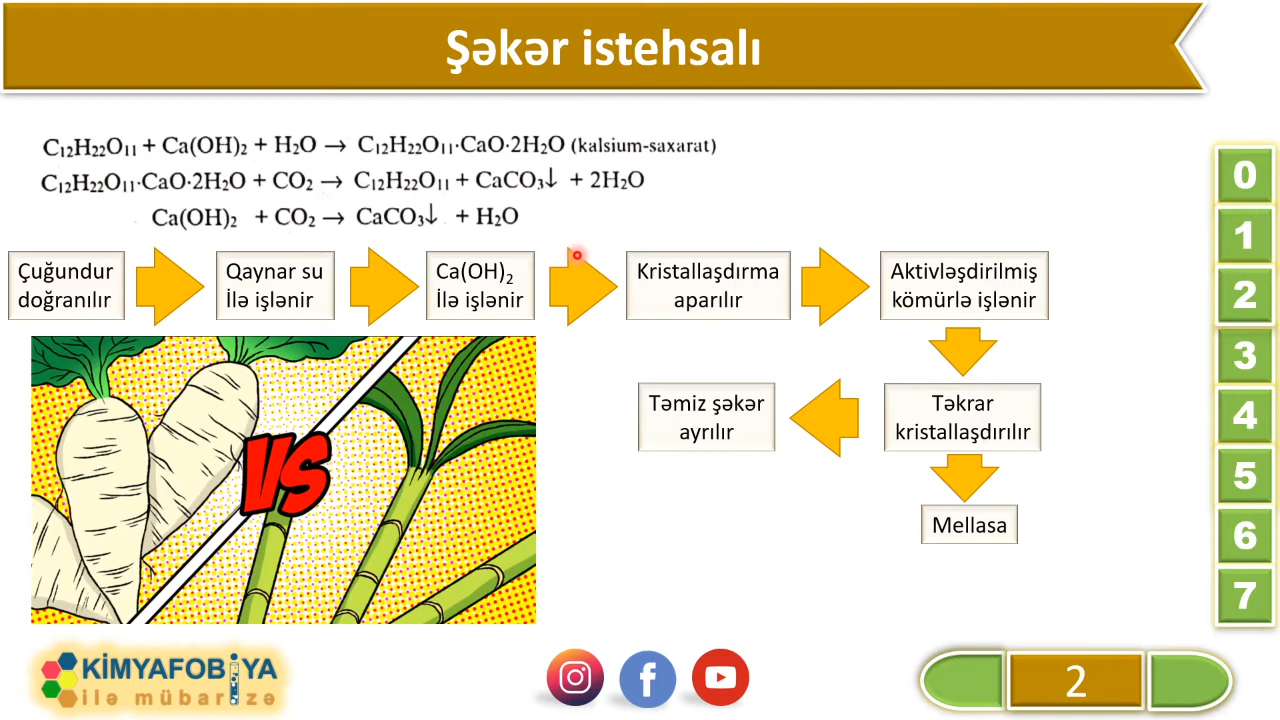 Şəkər istehsalı
C₁₂H₂₂O₁₁ + Ca(OH)₂ + H₂O → C₁₂H₂₂O₁₁·CaO·2H₂O (kalsium-saxarat)
C₁₂H₂₂O₁₁·CaO·2H₂O + CO₂ → C₁₂H₂₂O₁₁ + CaCO₃↓ + 2H₂O
Ca(OH)₂ + CO₂ → CaCO₃↓ + H₂O
Çuğundur
doğranılır
Qaynar su
İlə işlənir
Ca(OH)₂
İlə işlənir
Kristallaşdırma
aparılır
Aktivləşdirilmiş
kömürlə işlənir
Təmiz şəkər
ayrılır
Təkrar
kristallaşdırılır
Mellasa
VS
0
1
2
3
4
5
6
7
KİMYAFOBİYA
ilə mübarizə
f
2